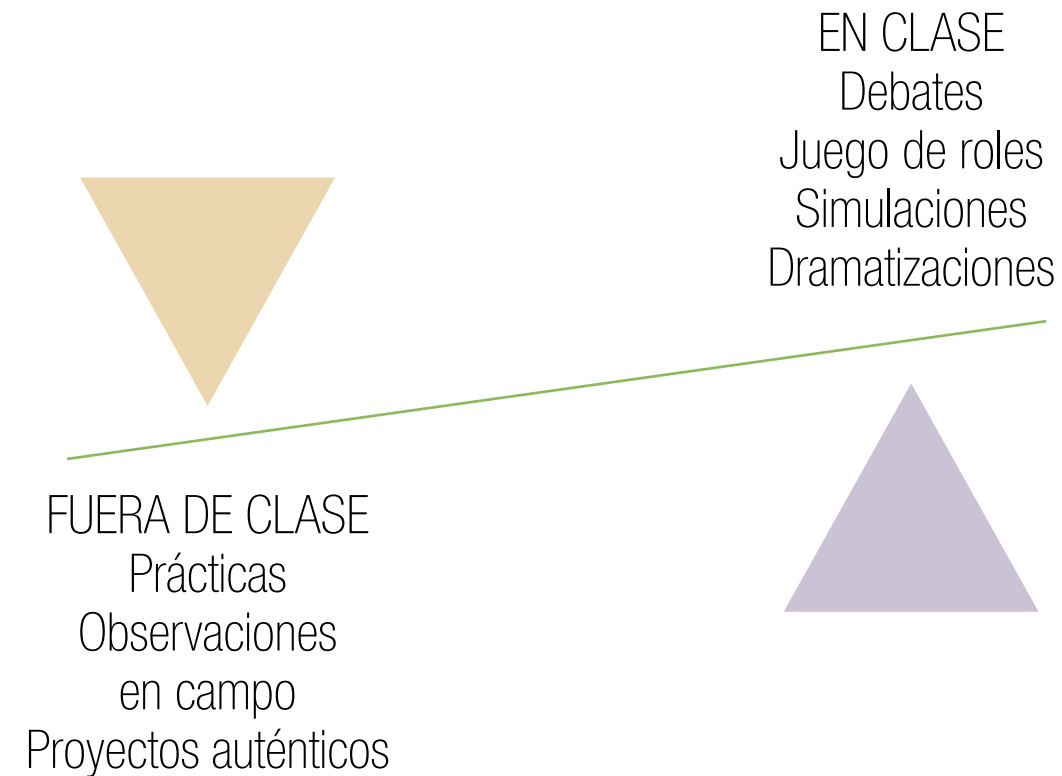 EN CLASE
Debates
Juego de roles
Simulaciones
Dramatizaciones
FUERA DE CLASE
Prácticas
Observaciones
en campo
Proyectos auténticos